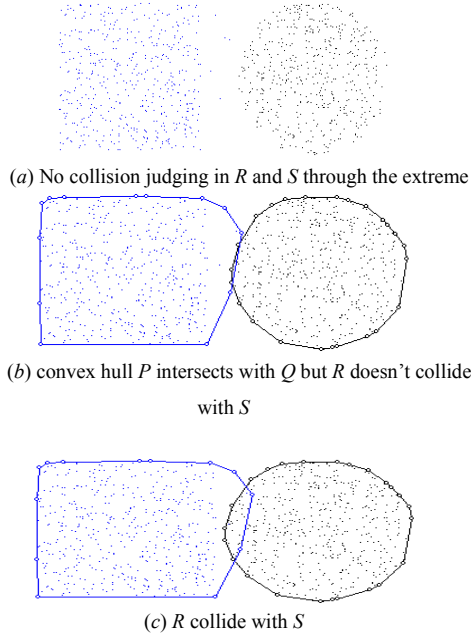 (a) No collision judging in R and S through the extreme
(b) convex hull P intersects with Q but R doesn't collide
with S
(c) R collide with S